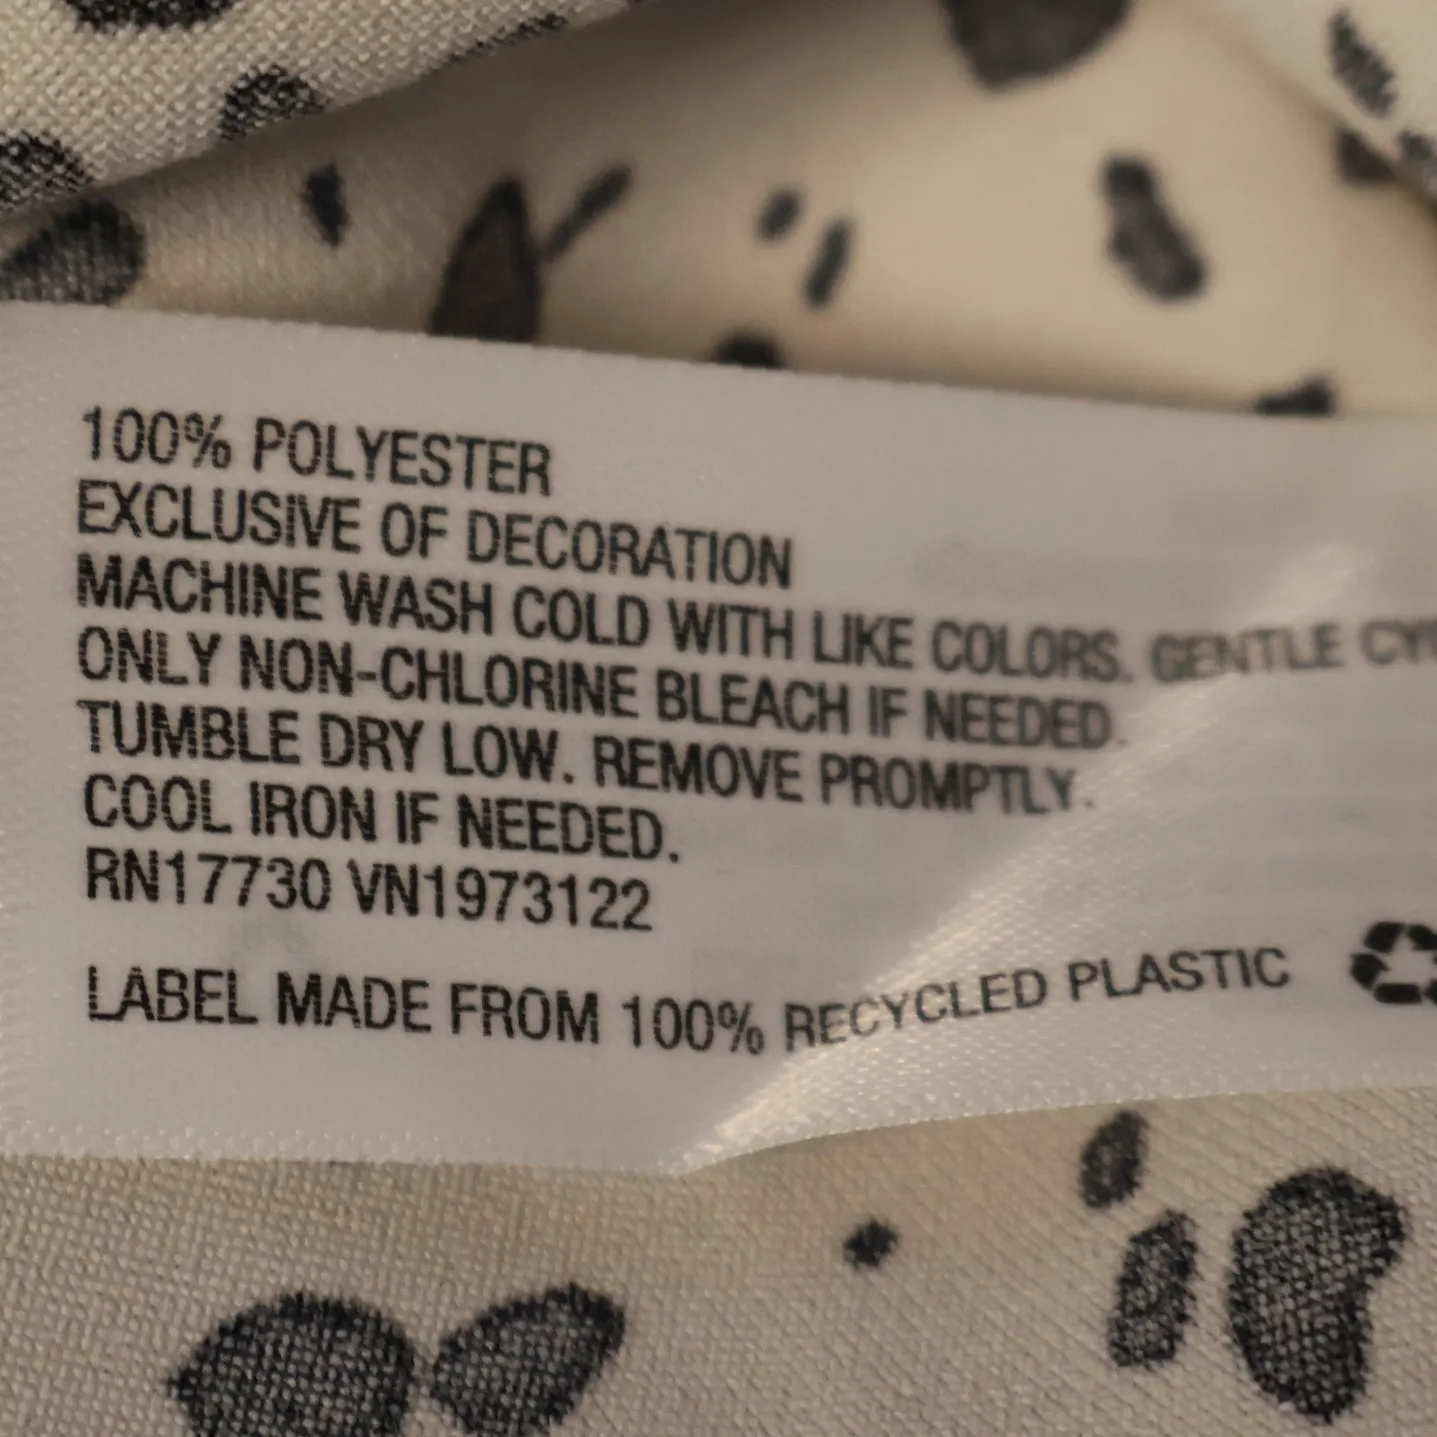 100% POLYESTER
EXCLUSIVE OF DECORATION
MACHINE WASH COLD WITH LIKE COLORS. GENTLE CY
ONLY NON-CHLORINE BLEACH IF NEEDED.
TUMBLE DRY LOW. REMOVE PROMPTLY.
COOL IRON IF NEEDED.
RN17730 VN1973122
LABEL MADE FROM 100% RECYCLED PLASTIC